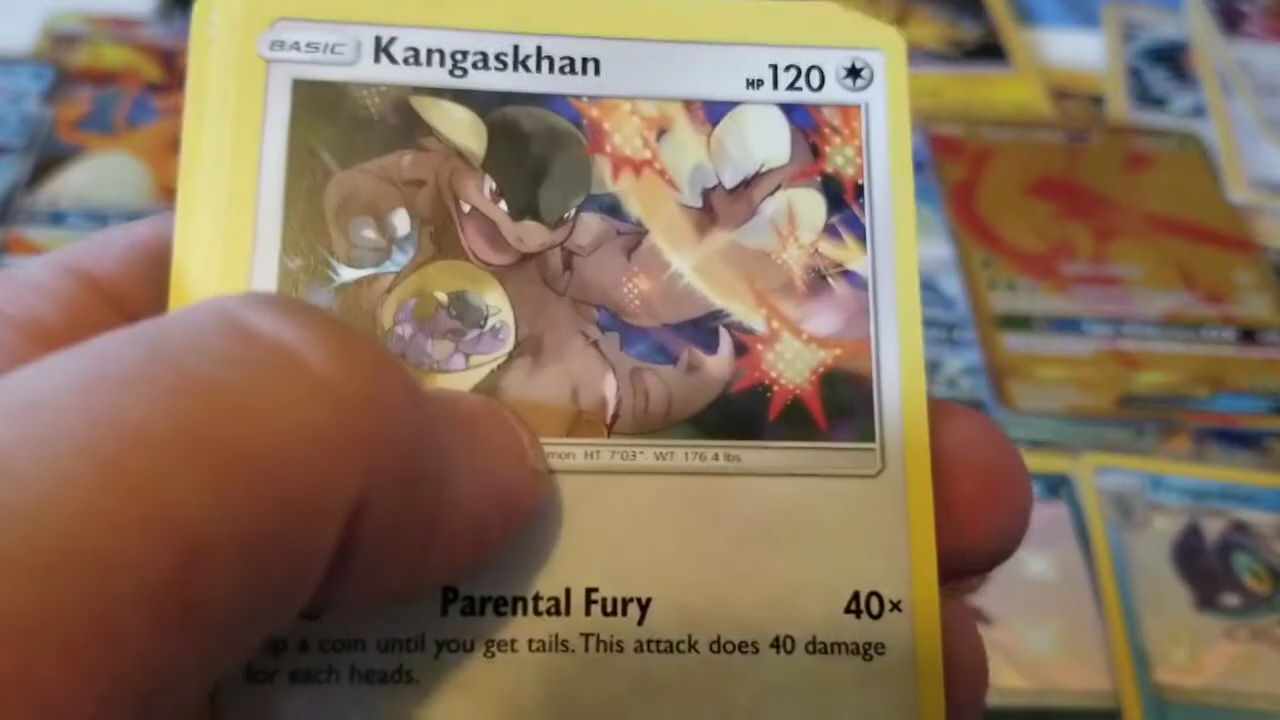 BASIC Kangaskhan HP 120
mon HT 7'03" WT 176.4 lbs.
Parental Fury 40×
a coin until you get tails. This attack does 40 damage
for each heads.